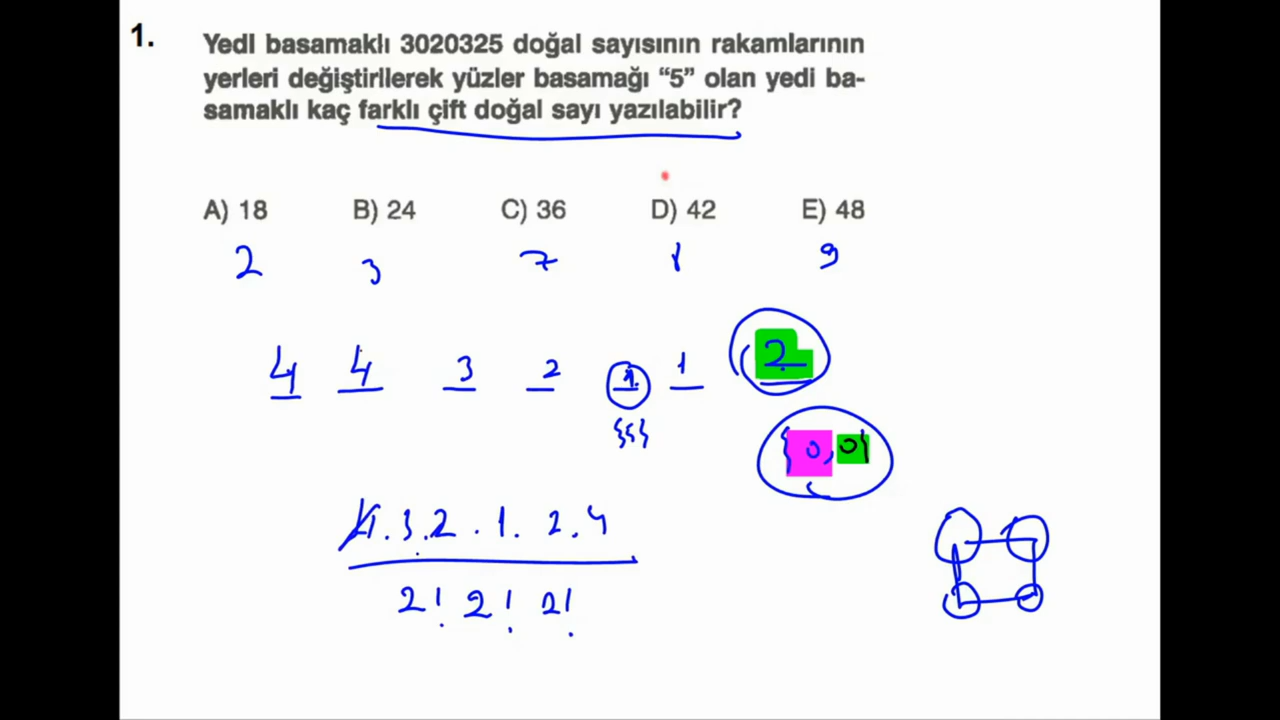 1.
Yedi basamaklı 3020325 doğal sayısının rakamlarının
yerleri değiştirilerek yüzler basamağı “5” olan yedi ba-
samaklı kaç farklı çift doğal sayı yazılabilir?
A) 18 B) 24 C) 36 D) 42 E) 48
2 3 7 1 9
4 4 3 2 1 1 2
{5} {0,0}
4.3.2.1.2.4
2! 2! 2!